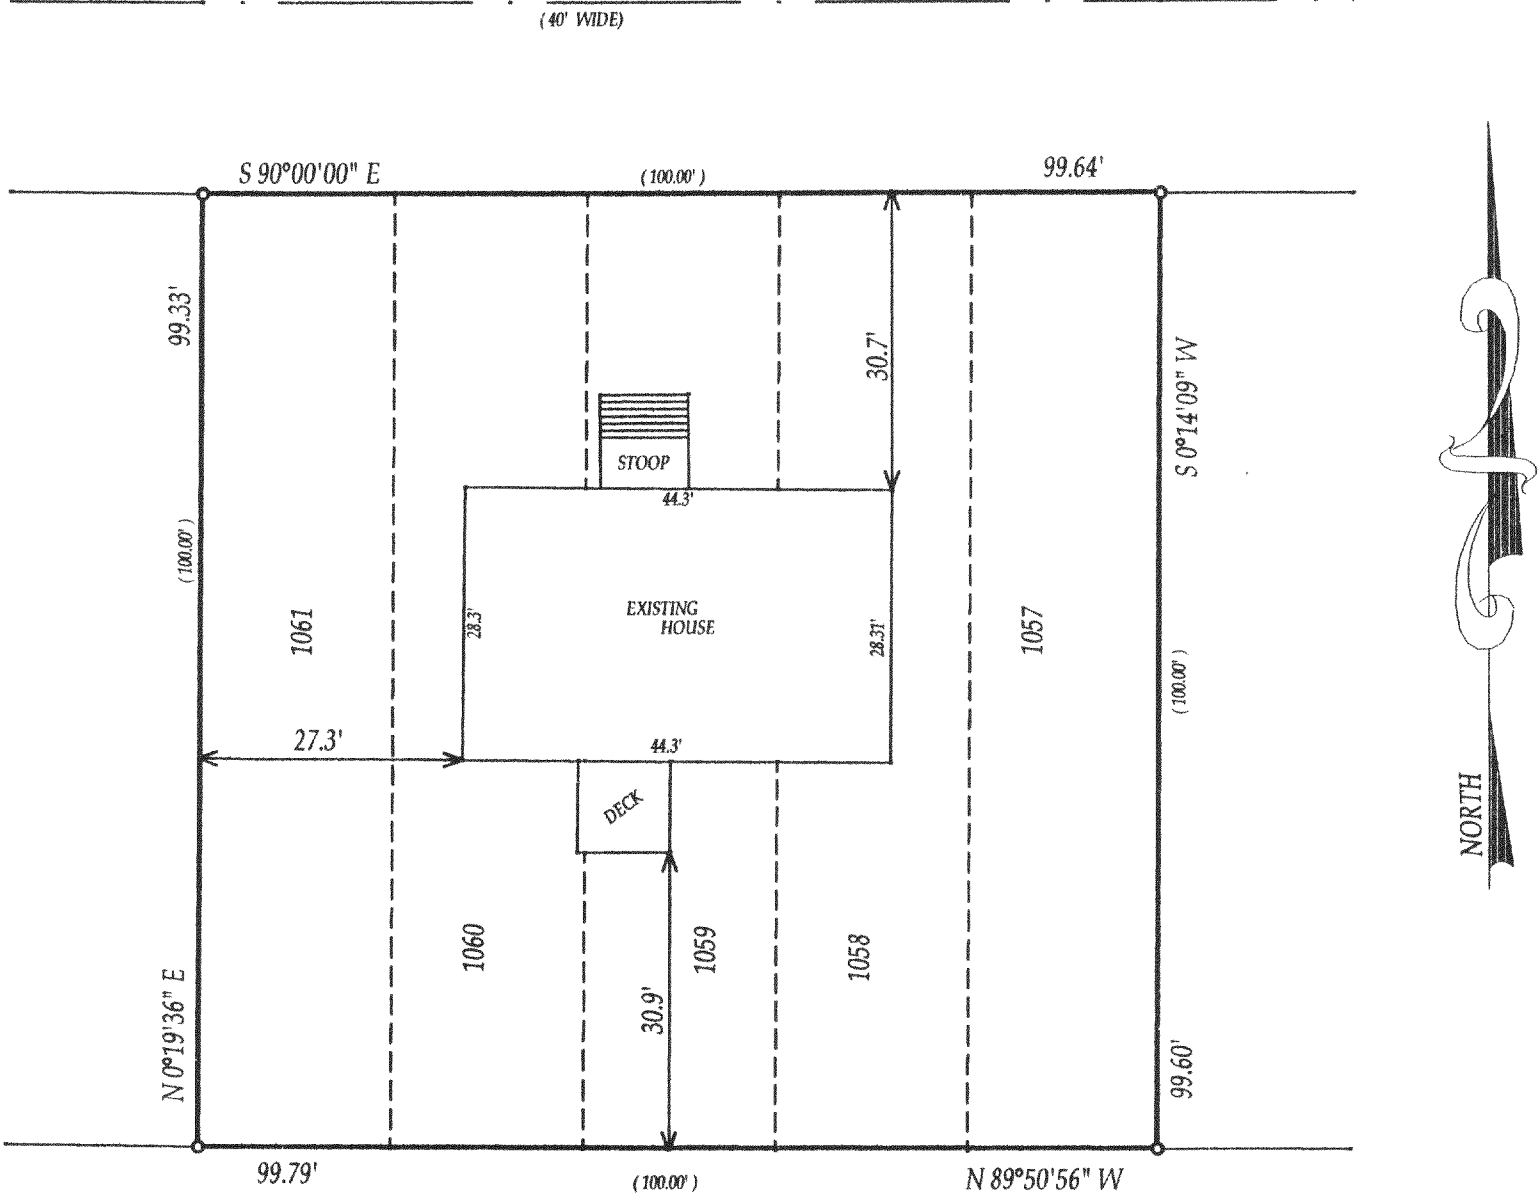 (40' WIDE)
S 90°00'00" E
(100.00')
99.64'
99.33'
30.7'
S 0°14'09" W
STOOP
44.3'
(100.00')
1061
28.3'
EXISTING
HOUSE
28.31'
1057
(100.00')
27.3'
44.3'
DECK
NORTH
1060
1059
1058
30.9'
N 0°19'36" E
99.60'
99.79'
(100.00')
N 89°50'56" W